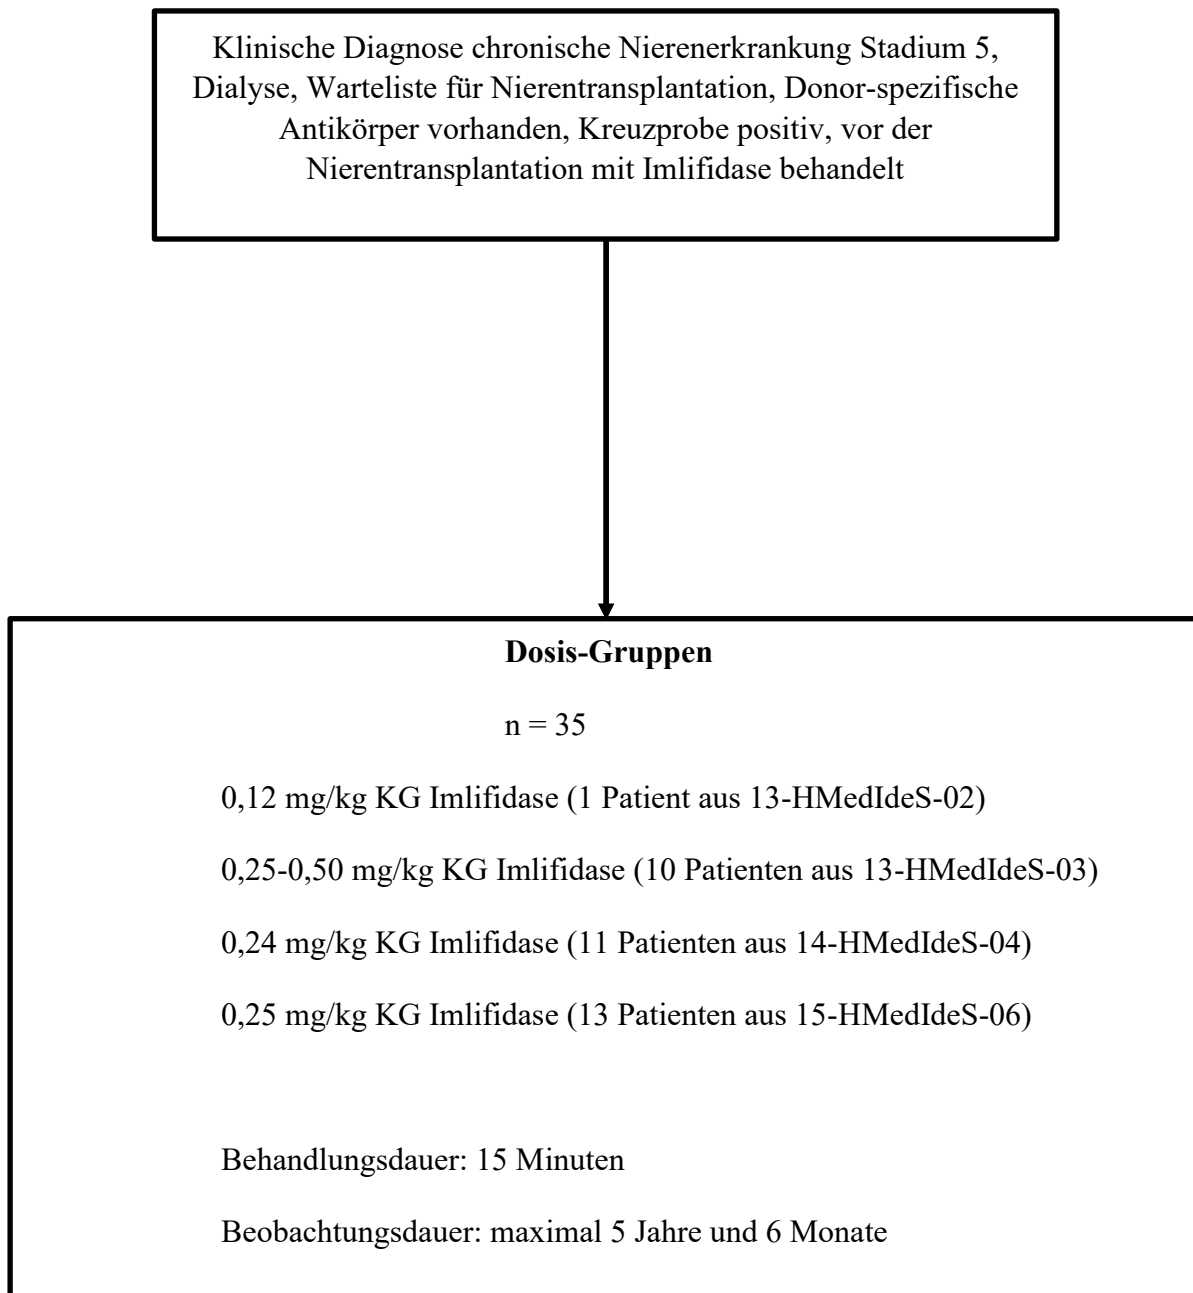 Klinische Diagnose chronische Nierenerkrankung Stadium 5,
Dialyse, Warteliste für Nierentransplantation, Donor-spezifische
Antikörper vorhanden, Kreuzprobe positiv, vor der
Nierentransplantation mit Imlifidase behandelt
Dosis-Gruppen
n = 35
0,12 mg/kg KG Imlifidase (1 Patient aus 13-HMedIdeS-02)
0,25-0,50 mg/kg KG Imlifidase (10 Patienten aus 13-HMedIdeS-03)
0,24 mg/kg KG Imlifidase (11 Patienten aus 14-HMedIdeS-04)
0,25 mg/kg KG Imlifidase (13 Patienten aus 15-HMedIdeS-06)
Behandlungsdauer: 15 Minuten
Beobachtungsdauer: maximal 5 Jahre und 6 Monate